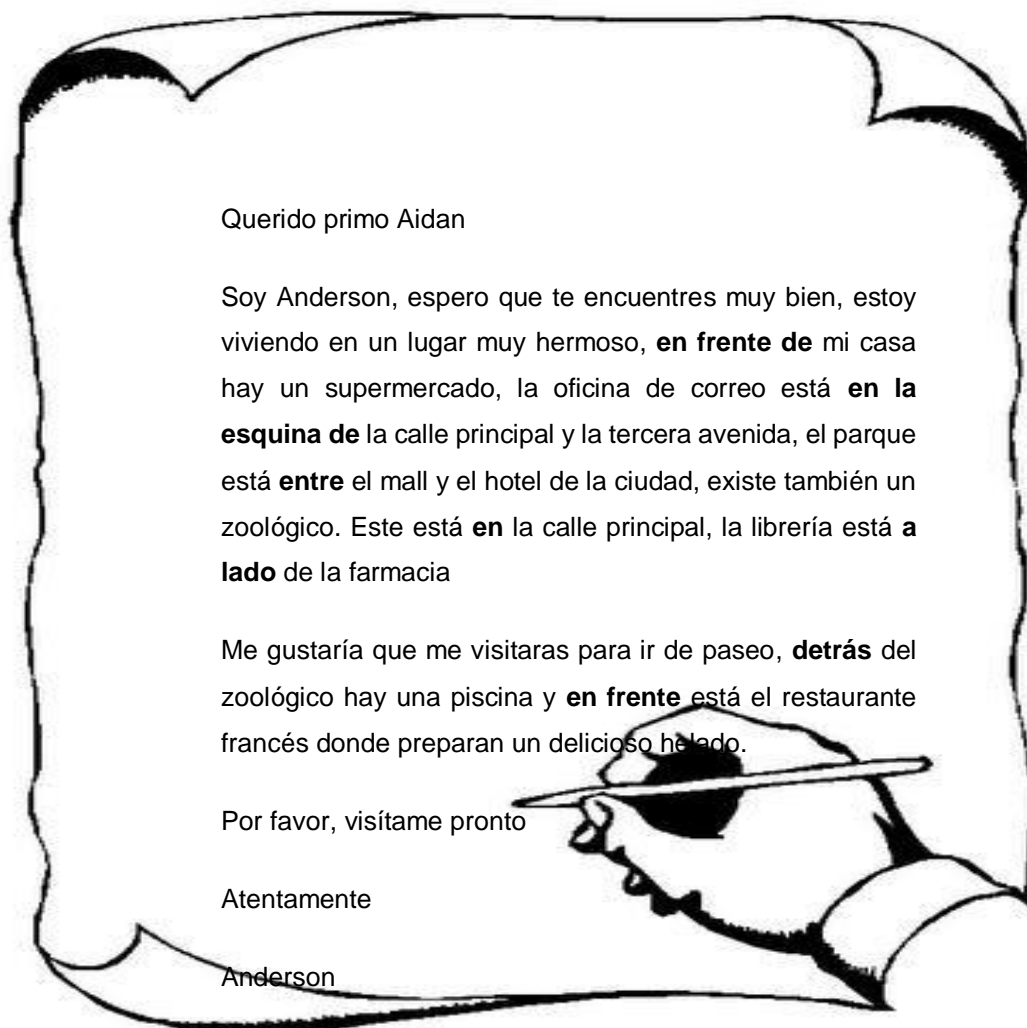 Querido primo Aidan
Soy Anderson, espero que te encuentres muy bien, estoy
viviendo en un lugar muy hermoso, en frente de mi casa
hay un supermercado, la oficina de correo está en la
esquina de la calle principal y la tercera avenida, el parque
está entre el mall y el hotel de la ciudad, existe también un
zoológico. Este está en la calle principal, la librería está a
lado de la farmacia
Me gustaría que me visitaras para ir de paseo, detrás del
zoológico hay una piscina y en frente está el restaurante
francés donde preparan un delicioso helado.
Por favor, visítame pronto
Atentamente
Anderson